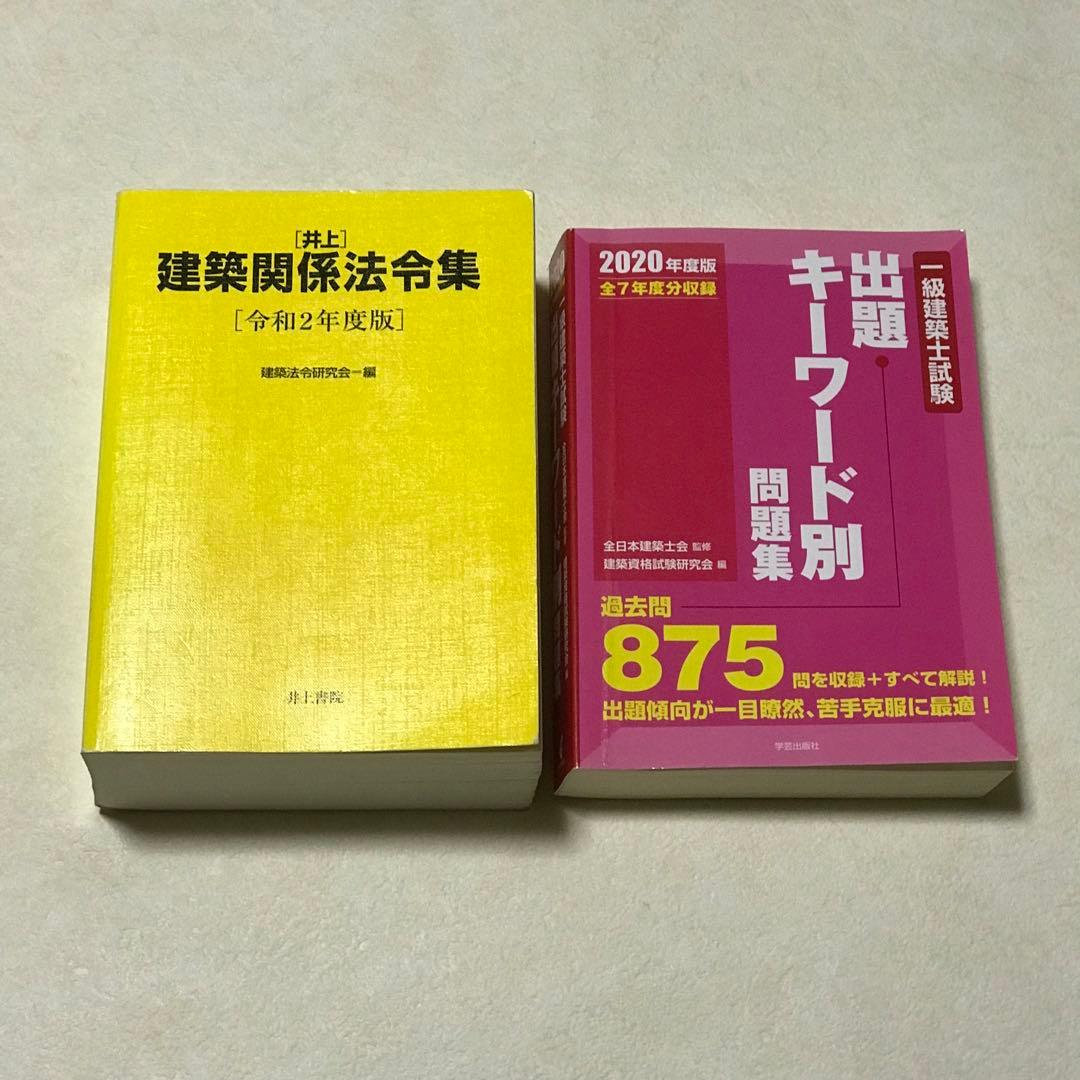 [井上]
建築関係法令集
[令和2年度版]
建築法令研究会＝編
井上書院
2020年度版
全7年度分収録
一級建築士試験
出題
キーワード別
問題集
全日本建築士会 監修
建築資格試験研究会 編
過去問
875
問を収録＋すべて解説！
出題傾向が一目瞭然、苦手克服に最適！
学芸出版社